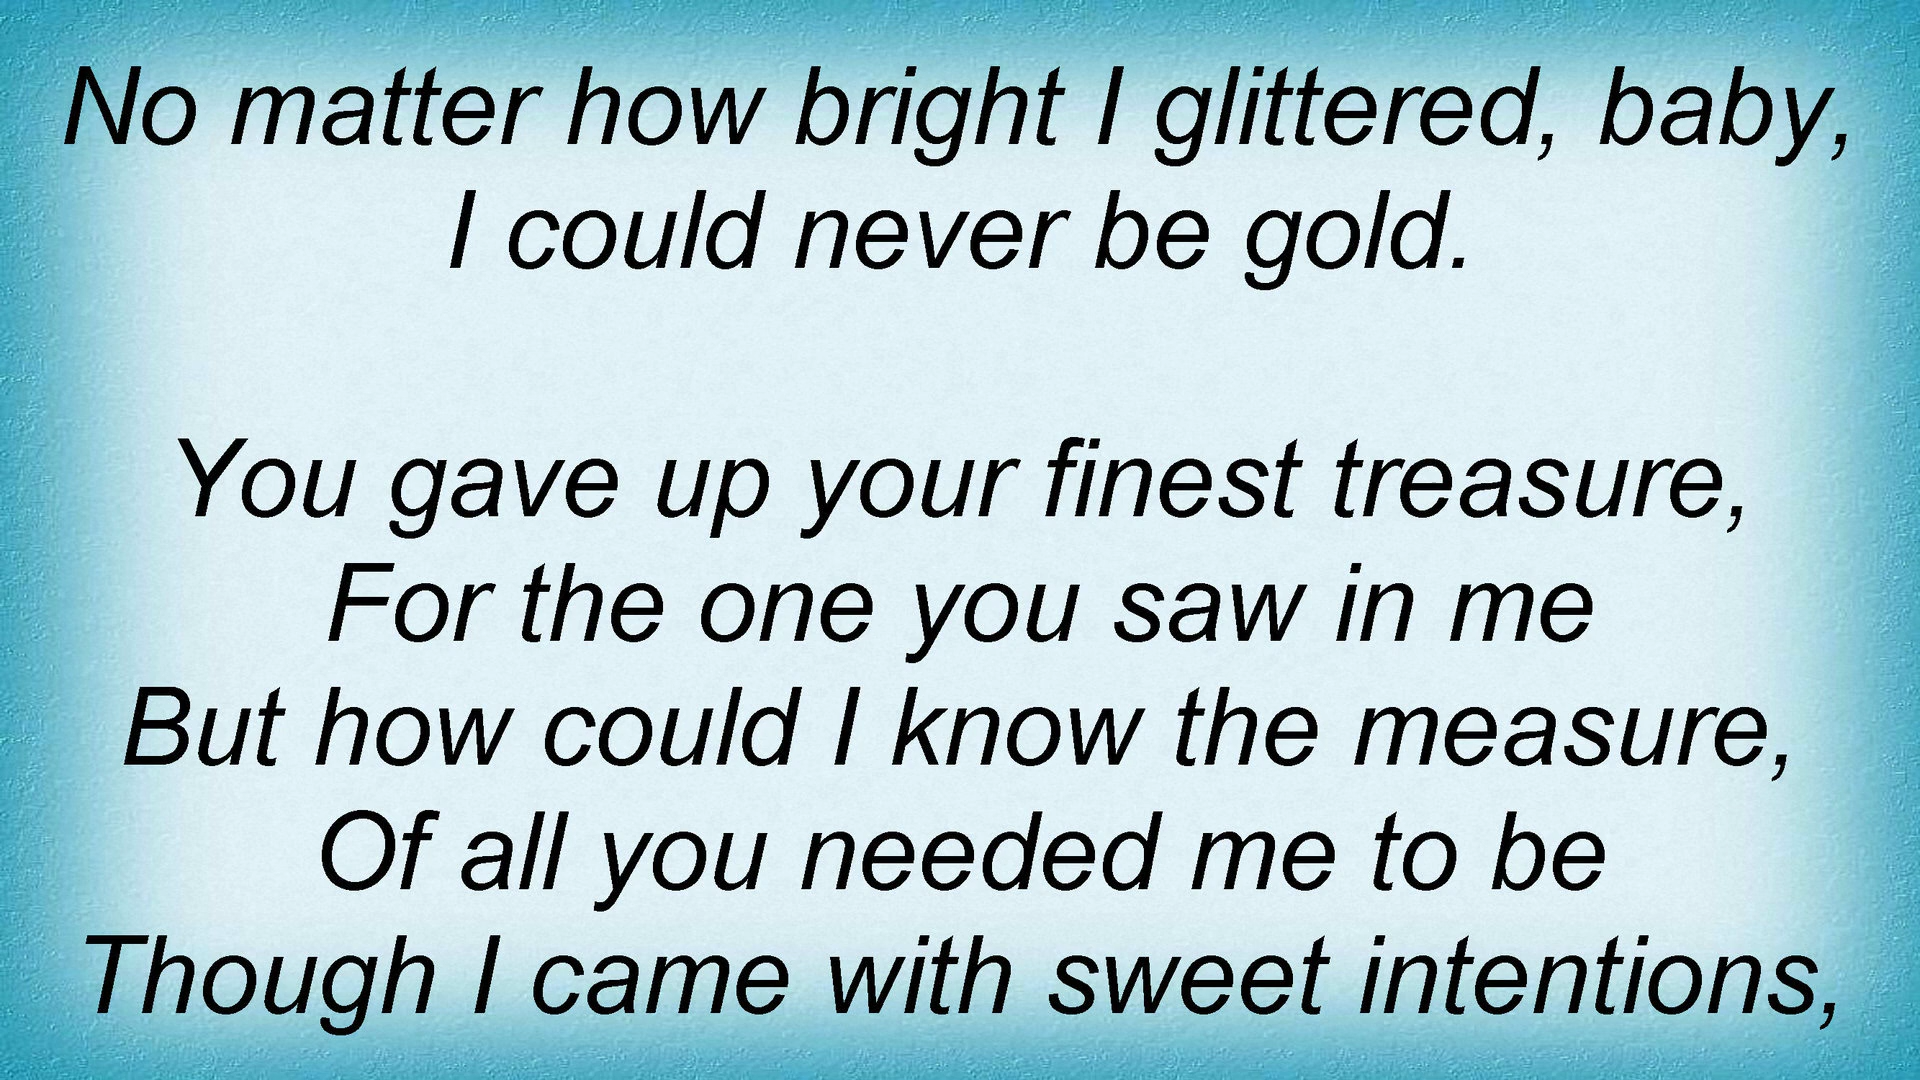 No matter how bright I glittered, baby,
I could never be gold.
You gave up your finest treasure,
For the one you saw in me
But how could I know the measure,
Of all you needed me to be
Though I came with sweet intentions,